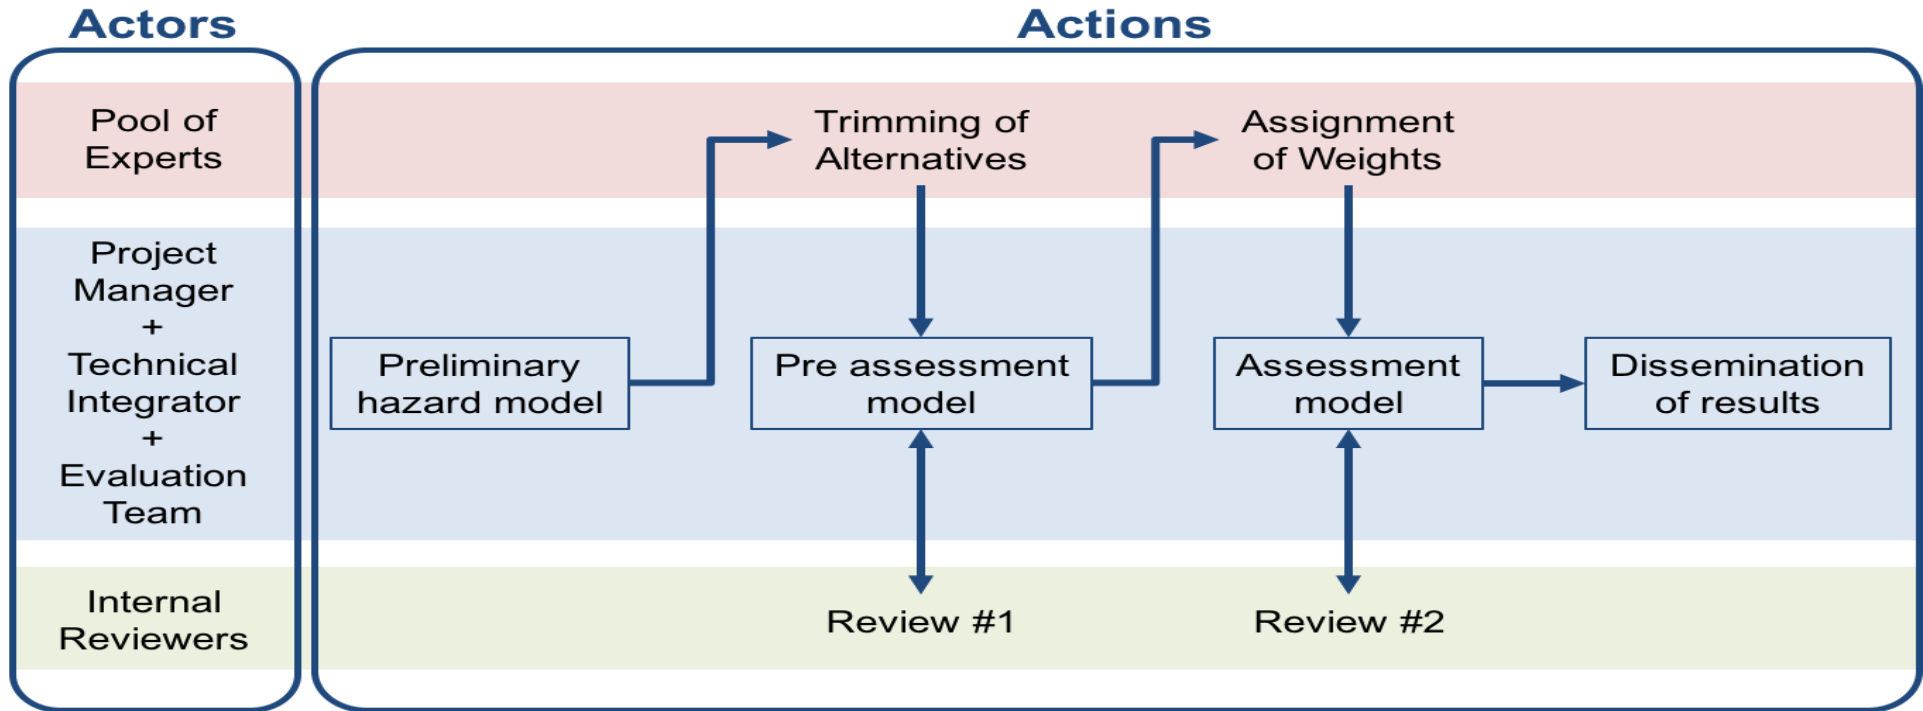 Actors
Actions
Pool of
Experts
Trimming of
Alternatives
Assignment
of Weights
Project
Manager
+
Technical
Integrator
+
Evaluation
Team
Preliminary
hazard model
Pre assessment
model
Assessment
model
Dissemination
of results
Internal
Reviewers
Review #1
Review #2